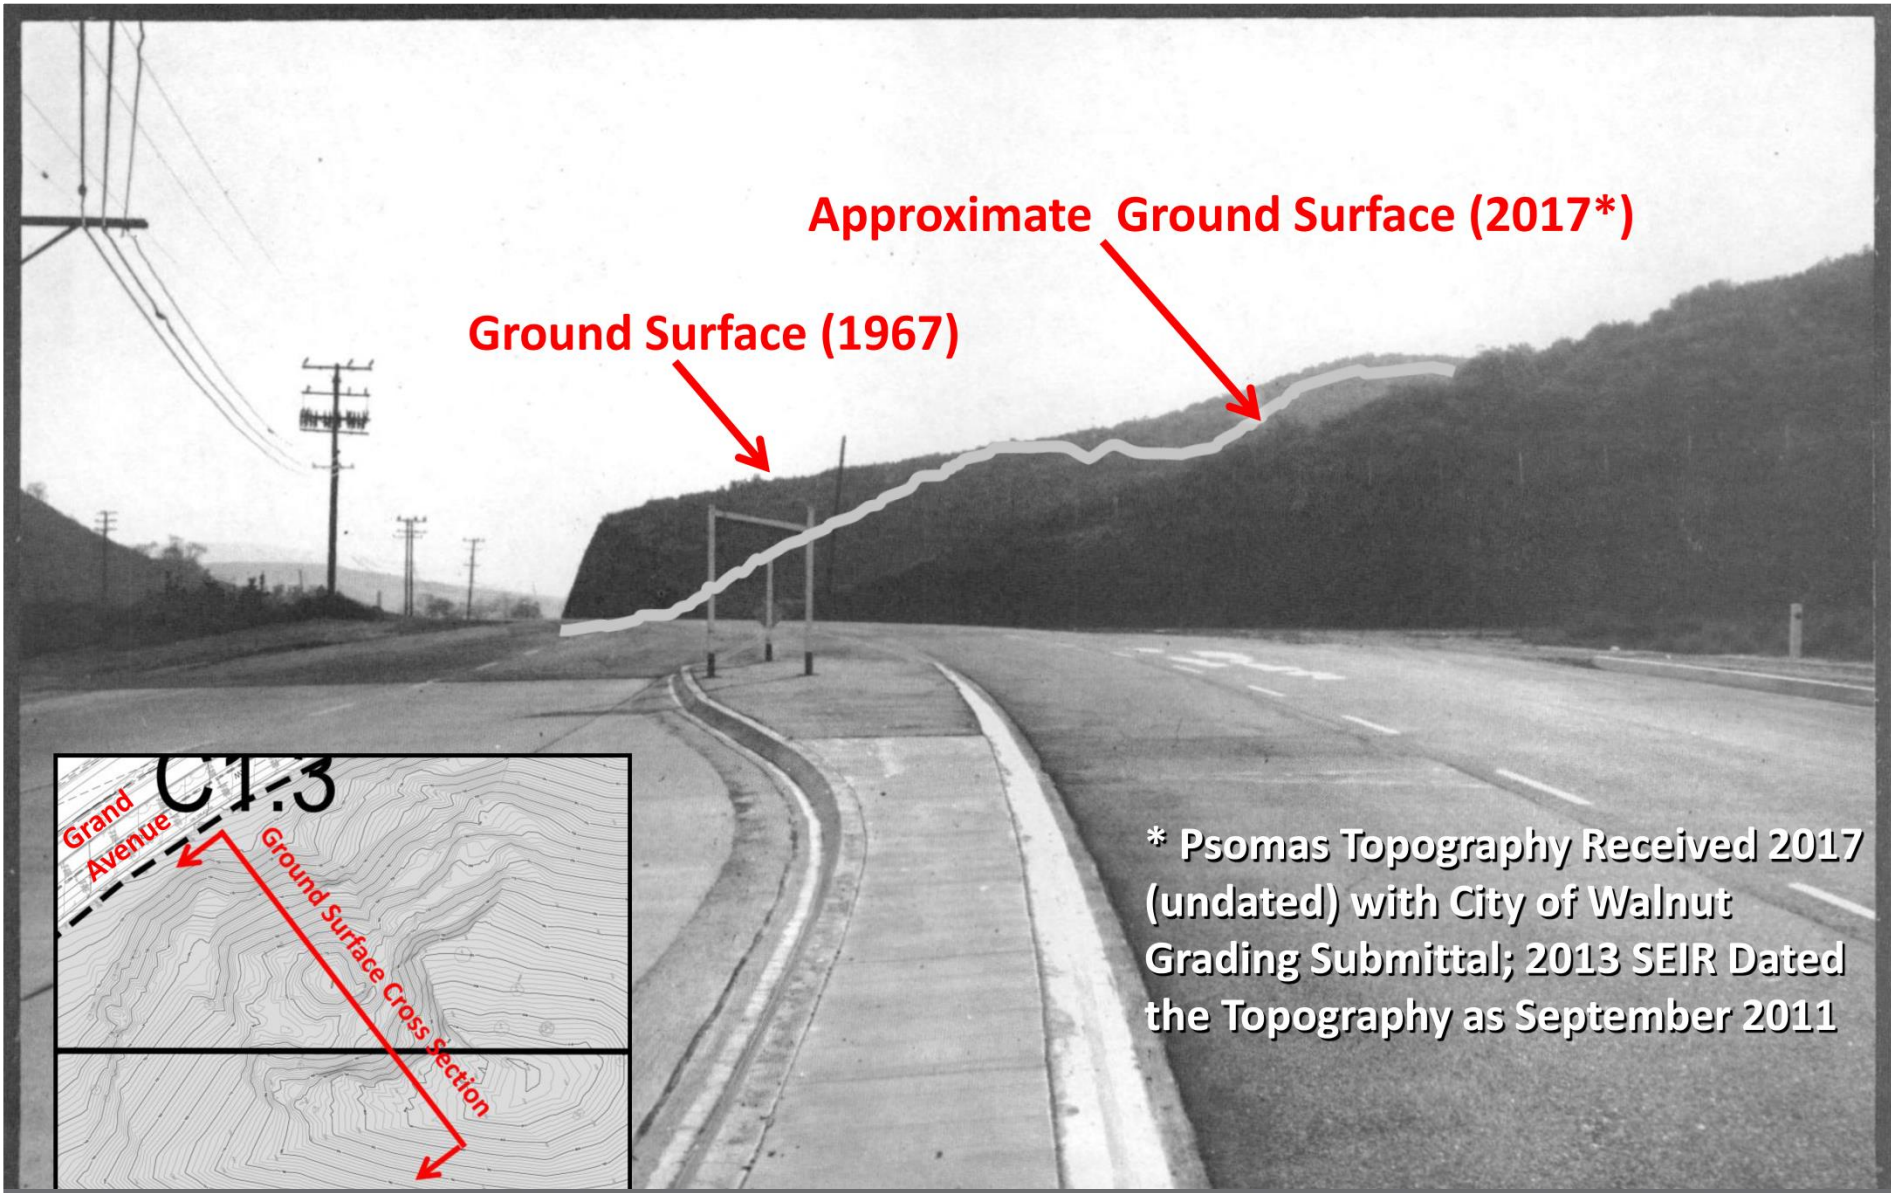 Approximate  Ground Surface (2017*)
Ground Surface (1967)
C1.3
Grand
Avenue
Ground Surface Cross Section
* Psomas Topography Received 2017
(undated) with City of Walnut
Grading Submittal; 2013 SEIR Dated
the Topography as September 2011